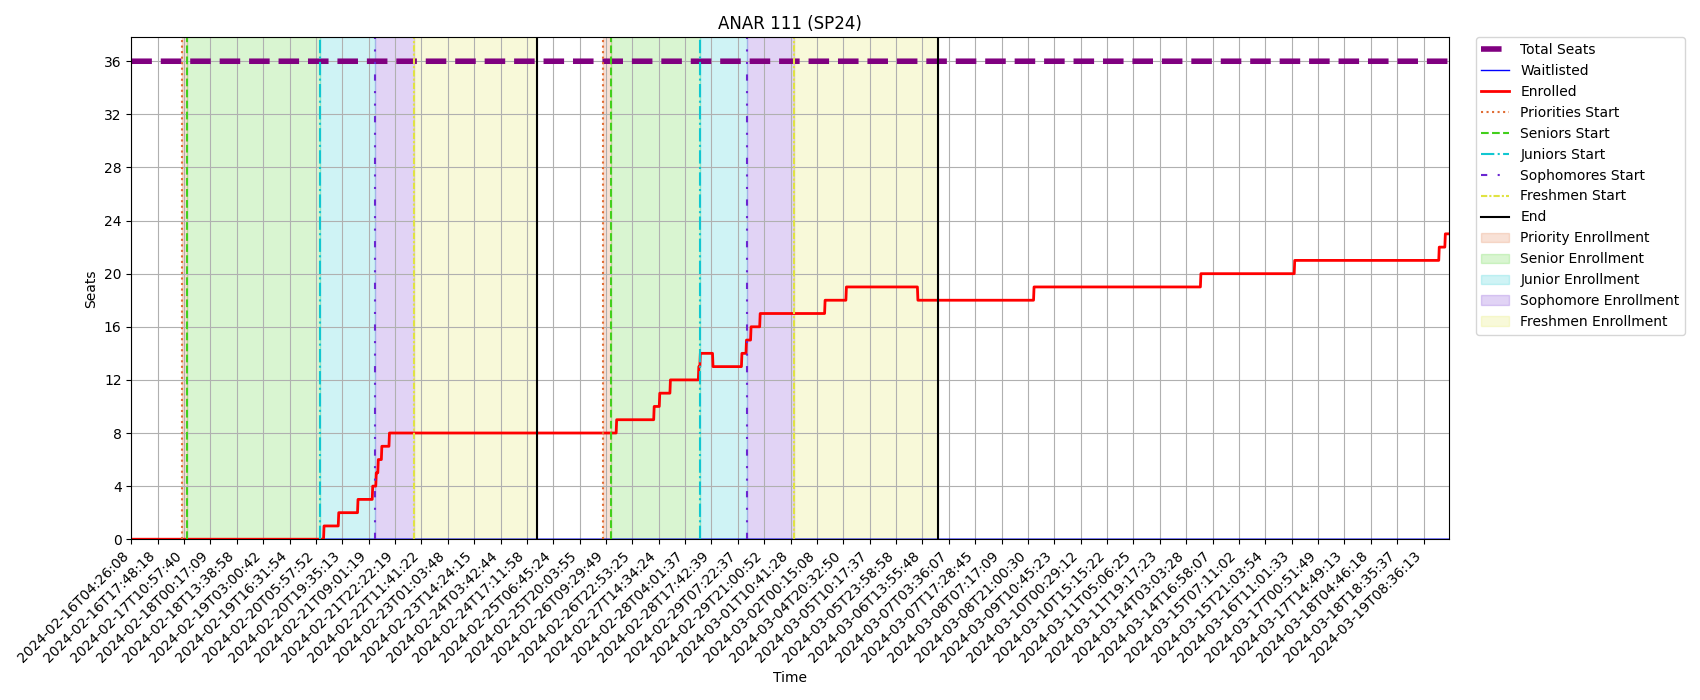 ANAR 111 (SP24)
Seats
36
32
28
24
20
16
12
8
4
0
2024-02-16T04:26:08
2024-02-16T17:48:18
2024-02-17T10:57:40
2024-02-18T00:17:09
2024-02-18T13:38:58
2024-02-19T03:00:42
2024-02-19T16:31:54
2024-02-20T05:57:52
2024-02-20T19:35:13
2024-02-21T09:01:19
2024-02-21T22:22:19
2024-02-22T11:41:22
2024-02-23T01:03:48
2024-02-23T14:24:15
2024-02-24T03:42:44
2024-02-24T17:11:58
2024-02-25T06:45:24
2024-02-25T20:03:55
2024-02-26T09:29:49
2024-02-26T22:53:25
2024-02-27T14:34:24
2024-02-28T04:01:37
2024-02-28T17:42:39
2024-02-29T07:22:37
2024-02-29T21:00:52
2024-03-01T10:41:28
2024-03-02T00:15:08
2024-03-04T20:32:50
2024-03-05T10:17:37
2024-03-05T23:58:58
2024-03-06T13:55:48
2024-03-07T03:36:07
2024-03-07T17:28:45
2024-03-08T07:17:09
2024-03-08T21:00:30
2024-03-09T10:45:23
2024-03-10T00:29:12
2024-03-10T15:15:22
2024-03-11T05:06:25
2024-03-11T19:17:23
2024-03-14T03:03:28
2024-03-14T16:58:07
2024-03-15T07:11:02
2024-03-15T21:03:54
2024-03-16T11:01:33
2024-03-17T00:51:49
2024-03-17T14:49:13
2024-03-18T04:46:18
2024-03-18T18:35:37
2024-03-19T08:36:13
Time
Total Seats
Waitlisted
Enrolled
Priorities Start
Seniors Start
Juniors Start
Sophomores Start
Freshmen Start
End
Priority Enrollment
Senior Enrollment
Junior Enrollment
Sophomore Enrollment
Freshmen Enrollment